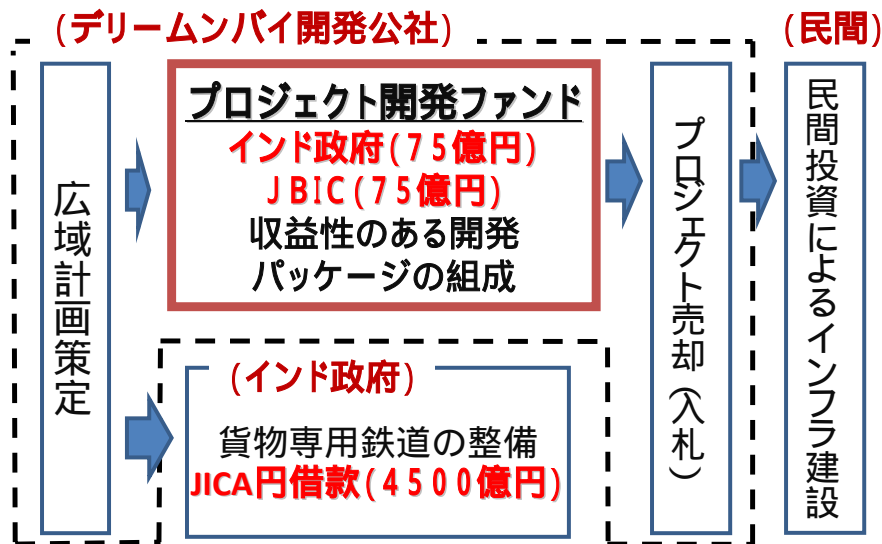 (デリームンバイ開発公社)
(民間)
広域計画策定
プロジェクト開発ファンド
インド政府(75億円)
JBIC(75億円)
収益性のある開発
パッケージの組成
(インド政府)
貨物専用鉄道の整備
JICA円借款(4500億円)
プロジェクト売却(入札)
民間投資によるインフラ建設